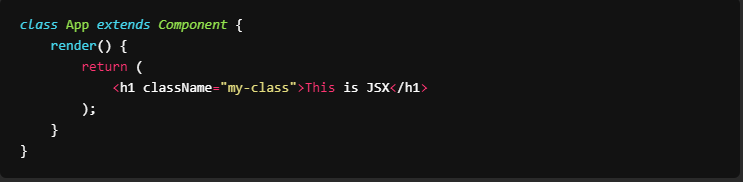 class App extends Component {
    render() {
        return (
            <h1 className="my-class">This is JSX</h1>
        );
    }
}